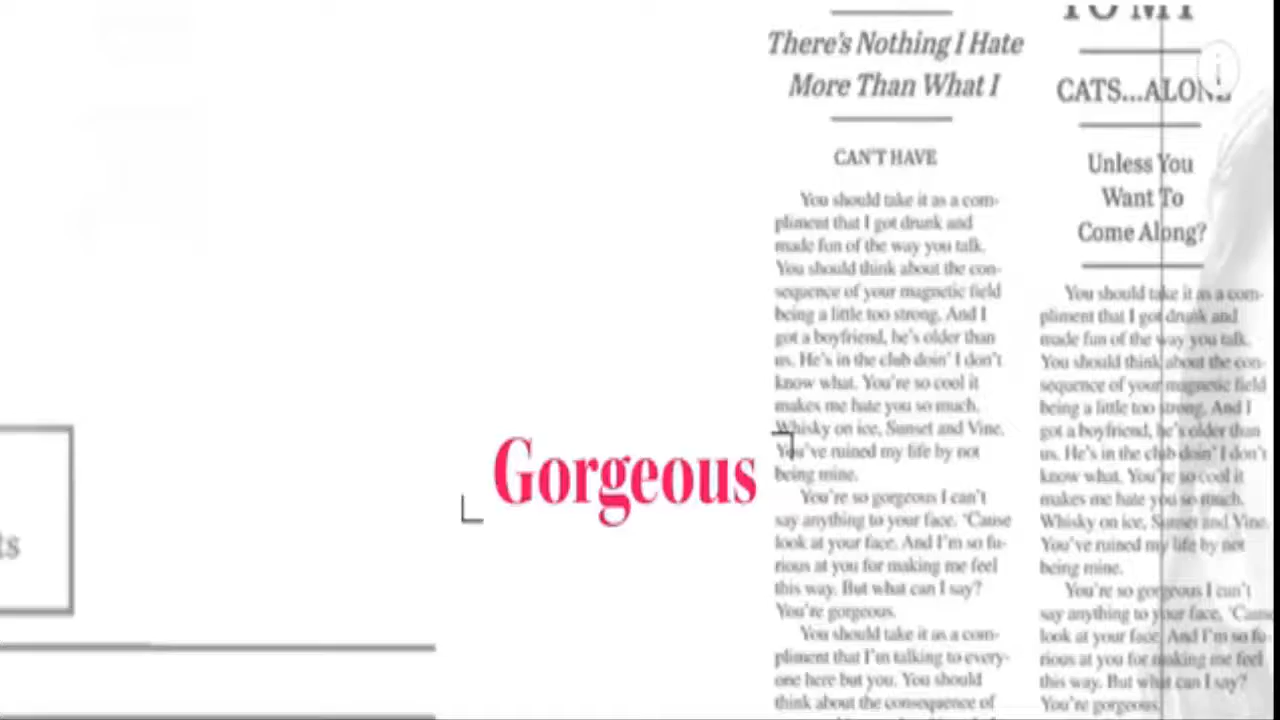 ts
Gorgeous
There's Nothing I Hate
More Than What I
CAN'T HAVE
You should take it as a com-
pliment that I got drunk and
made fun of the way you talk.
You should think about the con-
sequence of your magnetic field
being a little too strong. And I
got a boyfriend, he's older than
us. He's in the club doin' I don't
know what. You're so cool it
makes me hate you so much.
Whisky on ice, Sunset and Vine.
You've ruined my life by not
being mine.
You're so gorgeous I can't
say anything to your face. 'Cause
look at your face. And I'm so fu-
rious at you for making me feel
this way. But what can I say?
You're gorgeous.
You should take it as a com-
pliment that I'm talking to every-
one here but you. You should
think about the consequence of
TO MY
CATS...ALONE
Unless You
Want To
Come Along?
You should take it as a com-
pliment that I got drunk and
made fun of the way you talk.
You should think about the con-
sequence of your magnetic field
being a little too strong. And I
got a boyfriend, he's older than
us. He's in the club doin' I don't
know what. You're so cool it
makes me hate you so much.
Whisky on ice, Sunset and Vine.
You've ruined my life by not
being mine.
You're so gorgeous I can't
say anything to your face. 'Cause
look at your face. And I'm so fu-
rious at you for making me feel
this way. But what can I say?
You're gorgeous.